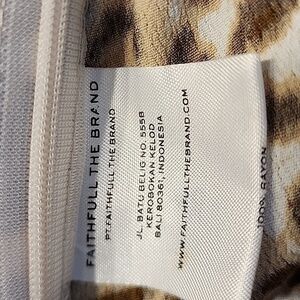 FAITHFULL THE BRAND
PT.FAITHFULL THE BRAND
JL. BATU BELIG NO. 555B
KEROBOKAN KELOD
BALI 80361, INDONESIA
WWW.FAITHFULLTHEBRAND.COM
100% RAYON